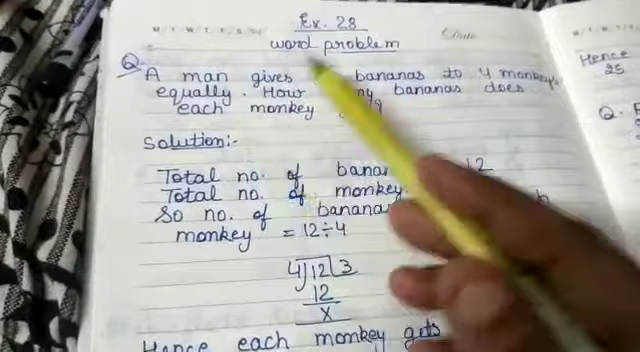 Ex. 28
Date
word problem
Q. A man gives bananas to 4 monkeys
equally. How bananas does
each monkey
Solution:-
Total no. of 12
Total no. of monkey
So no. of banana
monkey = 12÷4
4)12(3
12
x
Hence each monkey gets
Hence
25
Q.